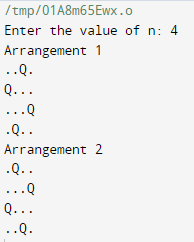 /tmp/01A8m65Ewx.o
Enter the value of n: 4
Arrangement 1
..Q.
Q...
...Q
.Q..
Arrangement 2
.Q..
...Q
Q...
..Q.